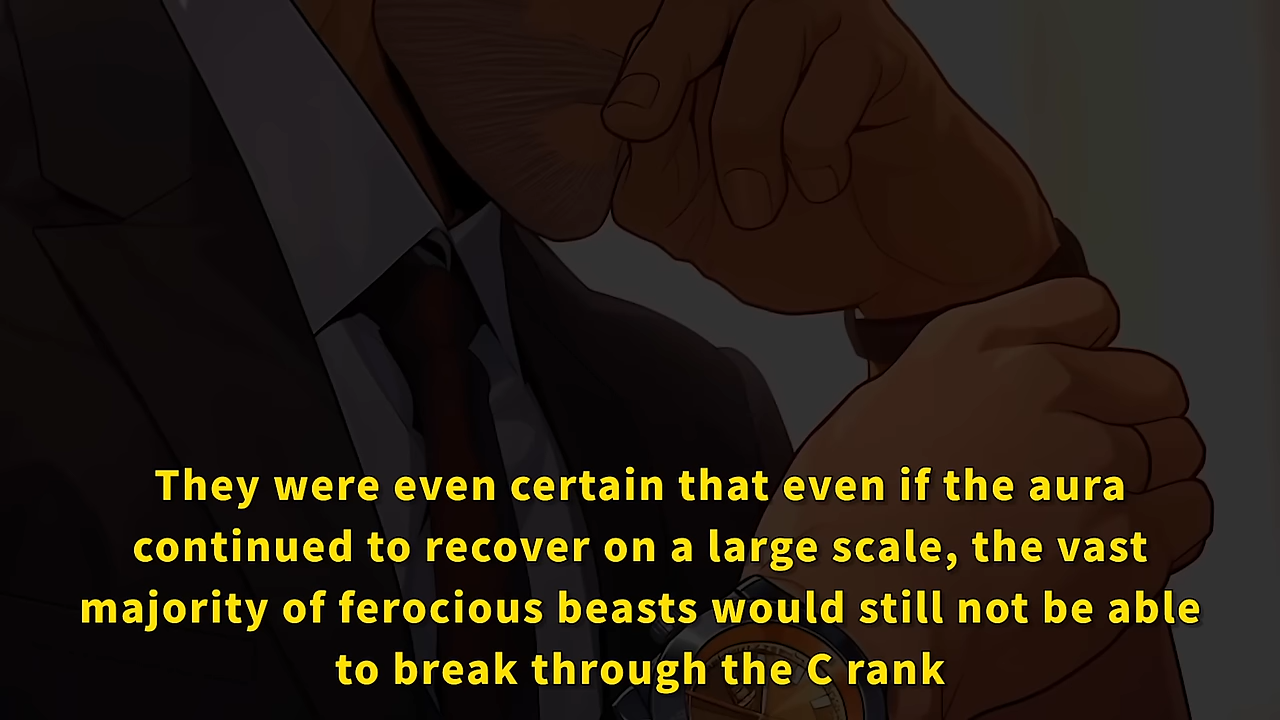 They were even certain that even if the aura
continued to recover on a large scale, the vast
majority of ferocious beasts would still not be able
to break through the C rank